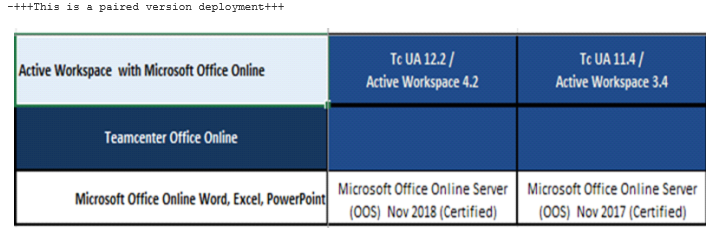 -+++This is a paired version deployment+++
Active Workspace with Microsoft Office Online
Tc UA 12.2 /
Active Workspace 4.2
Tc UA 11.4 /
Active Workspace 3.4
Teamcenter Office Online
Microsoft Office Online Word, Excel, PowerPoint
Microsoft Office Online Server
(OOS) Nov 2018 (Certified)
Microsoft Office Online Server
(OOS) Nov 2017 (Certified)